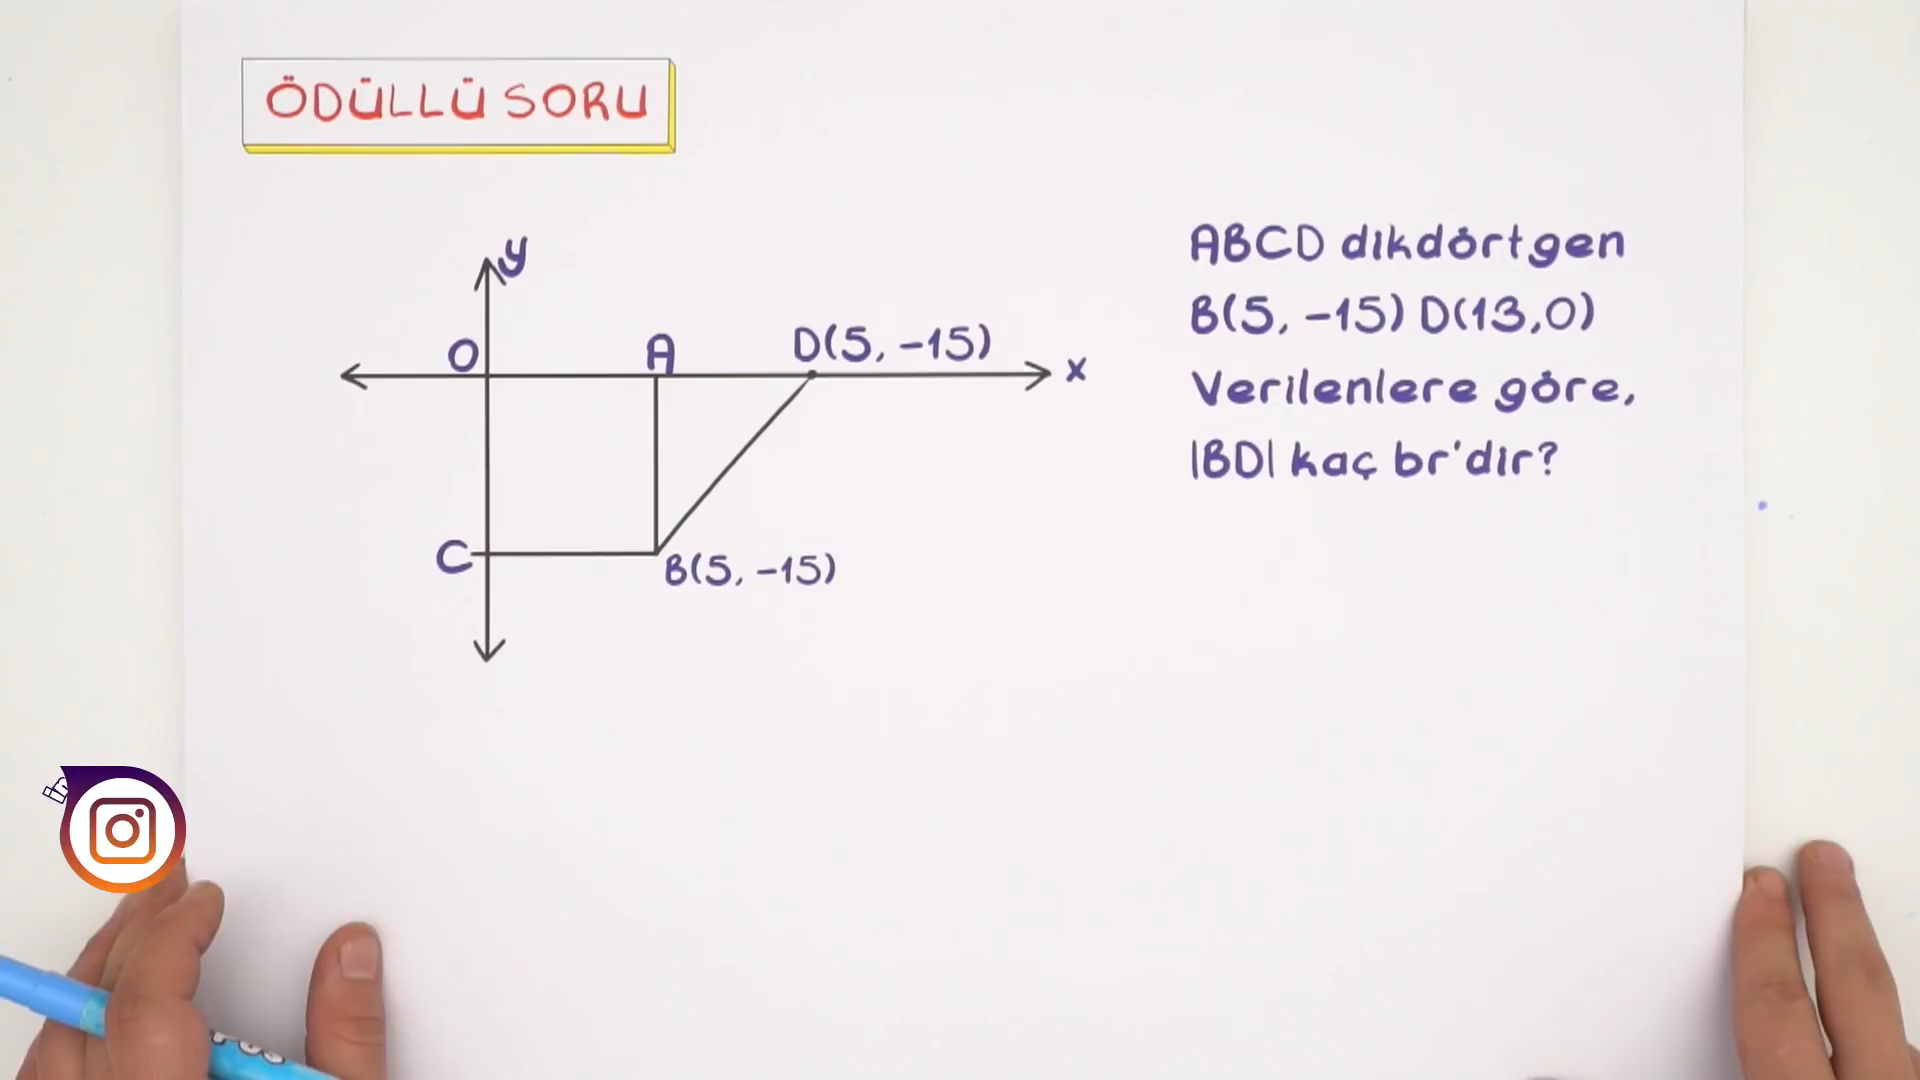 ÖDÜLLÜ SORU
y
O
A
D(5, -15)
x
C
B(5, -15)
ABCD dikdörtgen
B(5, -15) D(13,0)
Verilenlere göre,
|BD| kaç br'dir?